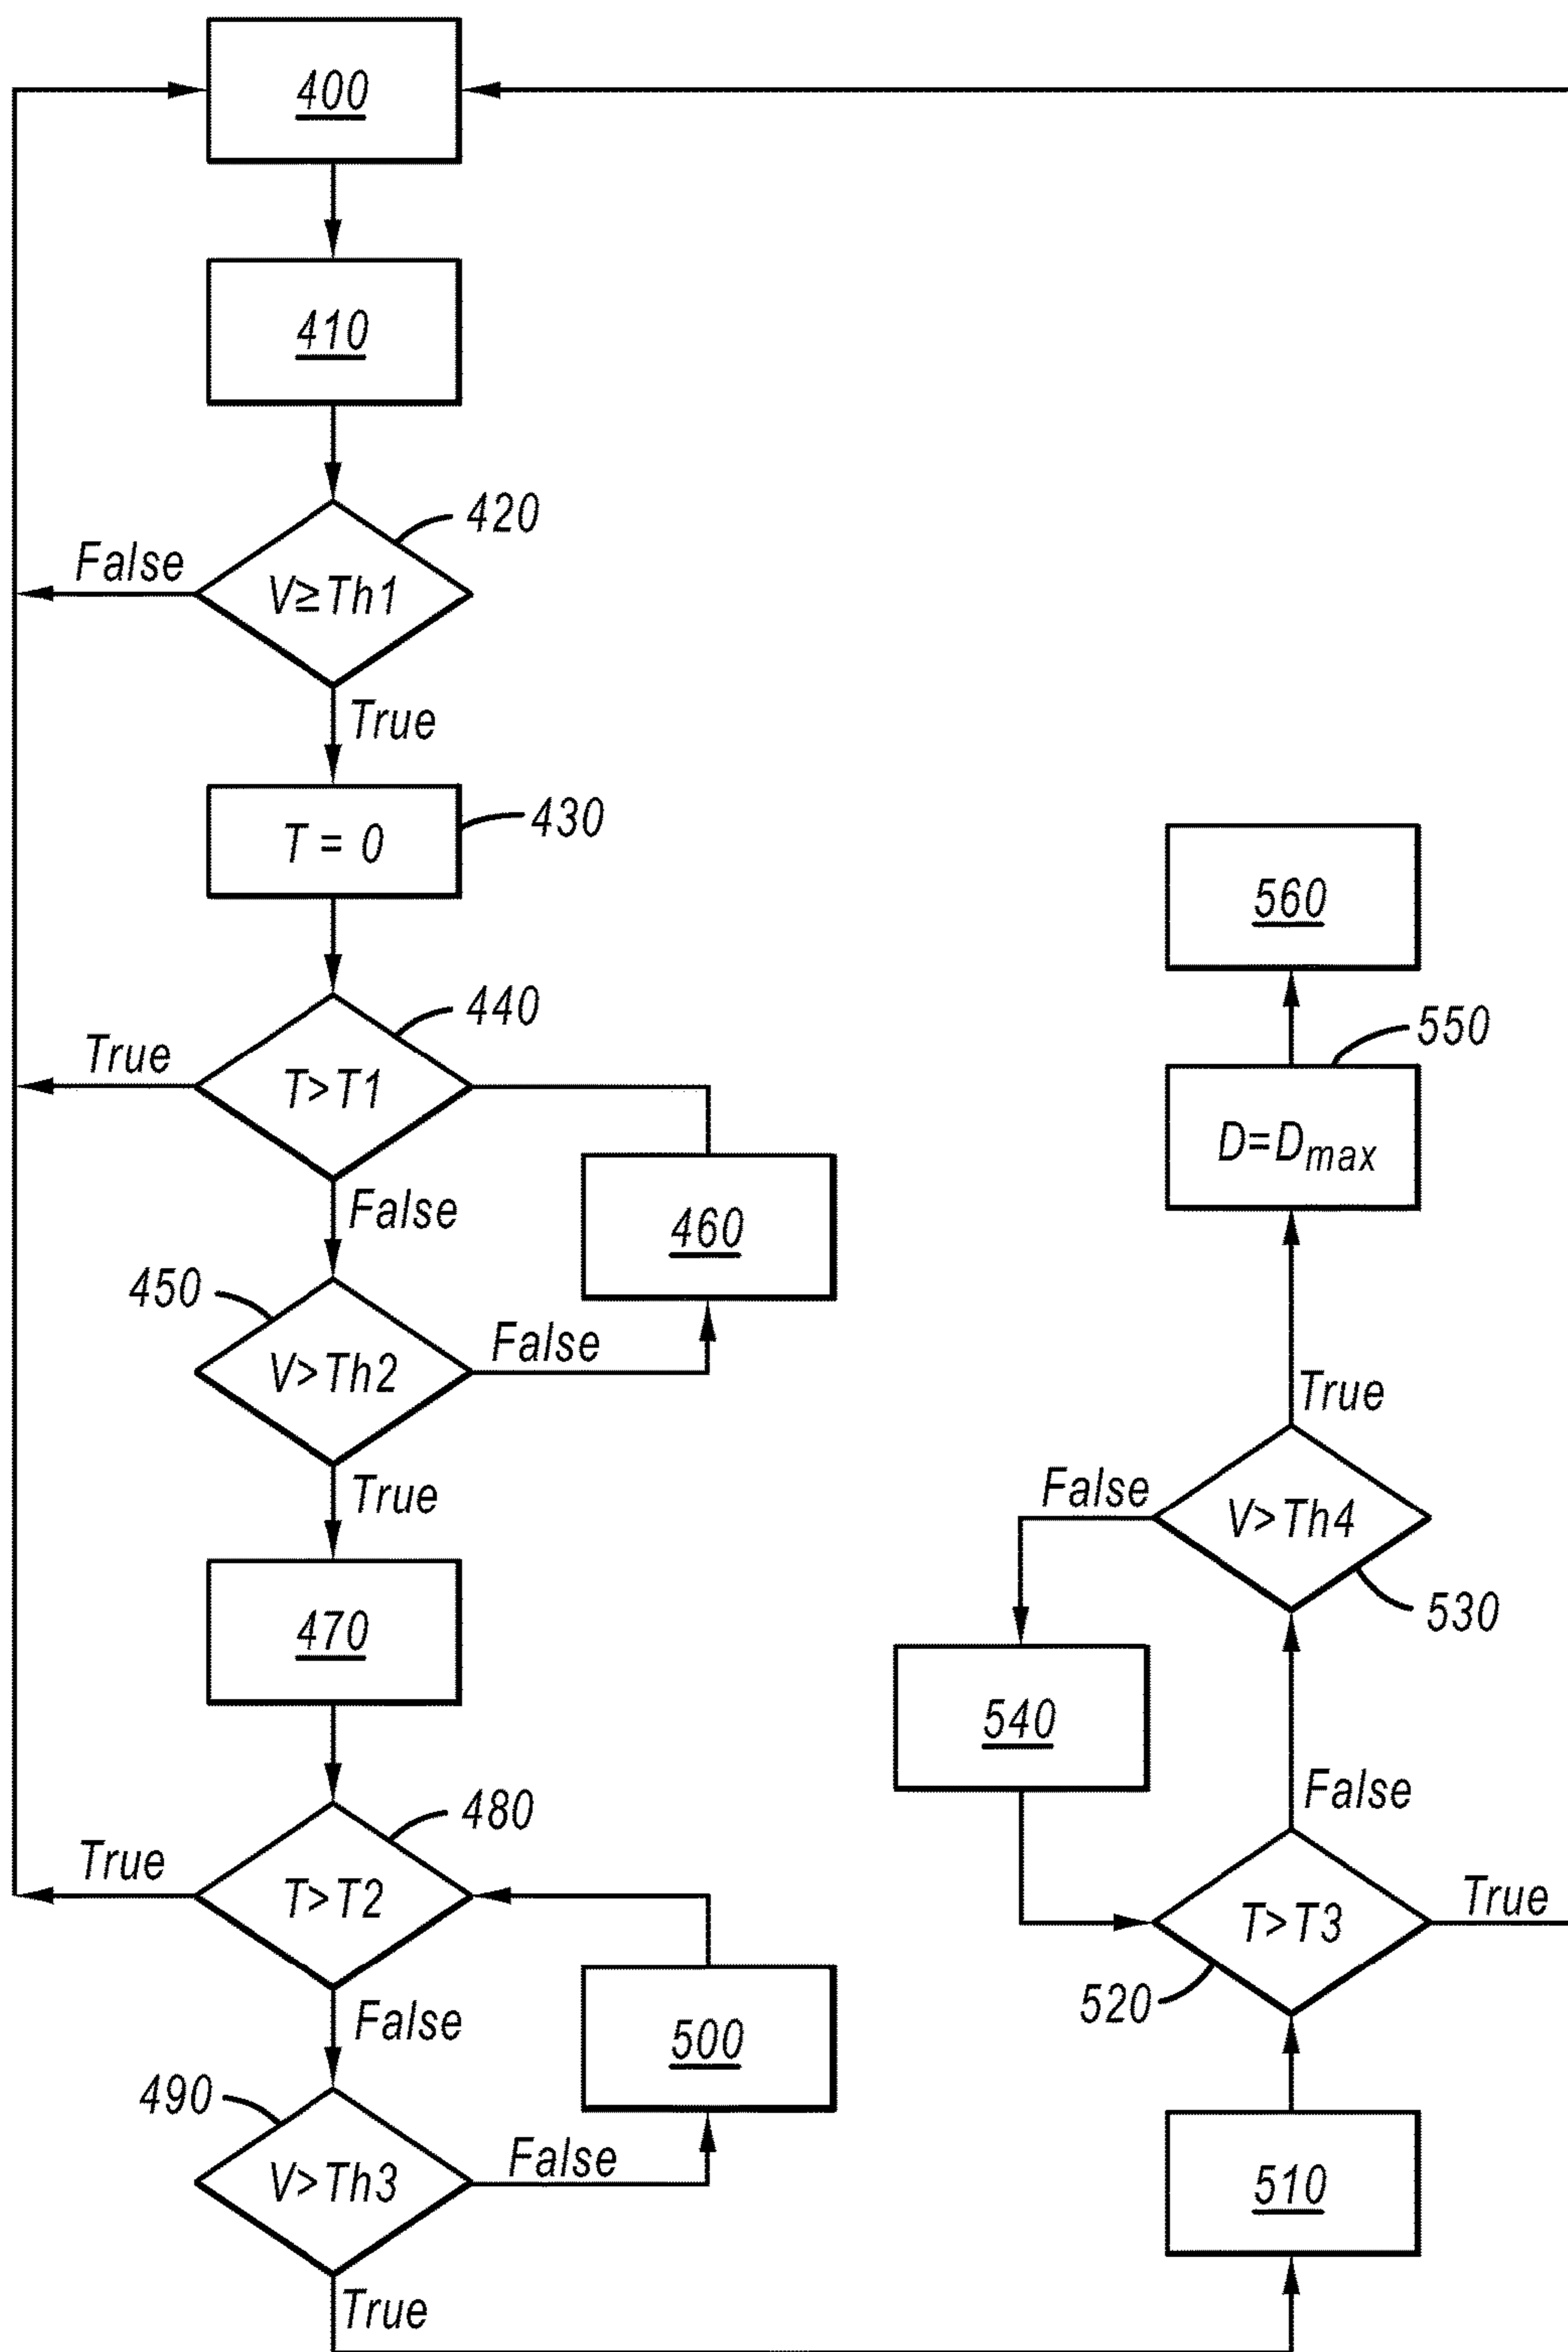 400
410
420
False
V≥Th1
True
T = 0
430
440
True
T>T1
False
460
450
V>Th2
False
True
470
480
True
T>T2
False
500
490
V>Th3
False
True
560
550
D=Dmax
True
False
V>Th4
530
540
False
True
T>T3
520
510